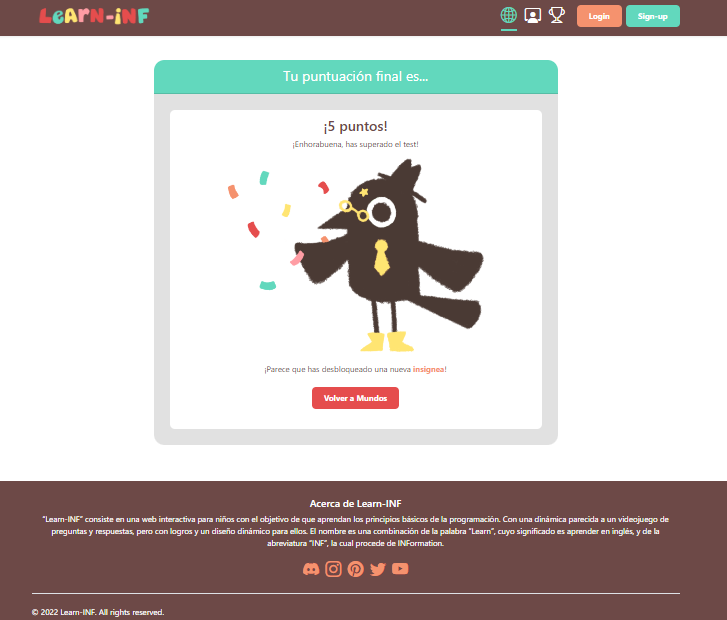 LeArN-iNF
Login
Sign-up
Tu puntuación final es...
¡5 puntos!
¡Enhorabuena, has superado el test!
¡Parece que has desbloqueado una nueva insignea!
Volver a Mundos
Acerca de Learn-INF
"Learn-INF" consiste en una web interactiva para niños con el objetivo de que aprendan los principios básicos de la programación. Con una dinámica parecida a un videojuego de
preguntas y respuestas, pero con logros y un diseño dinámico para ellos. El nombre es una combinación de la palabra "Learn", cuyo significado es aprender en inglés, y de la
abreviatura "INF", la cual procede de INFormation.
© 2022 Learn-INF. All rights reserved.